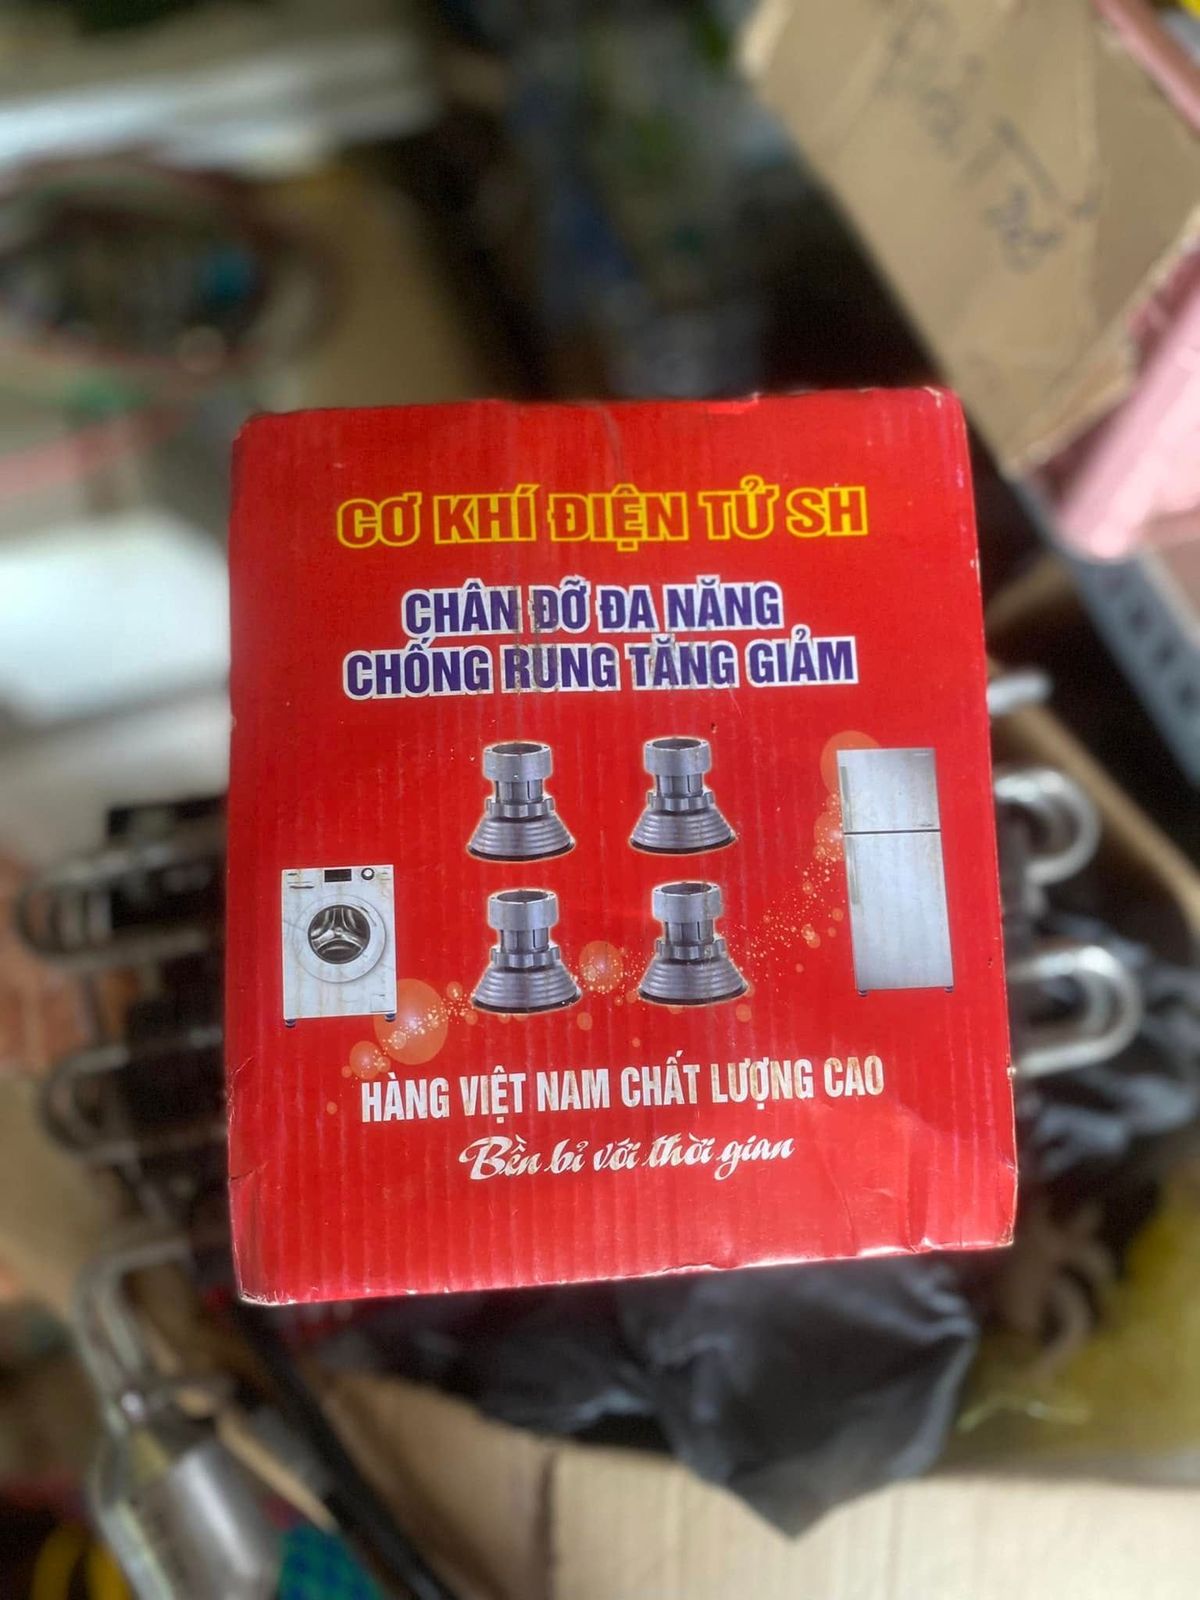 CƠ KHÍ ĐIỆN TỬ SH
CHÂN ĐỠ ĐA NĂNG
CHỐNG RUNG TĂNG GIẢM
HÀNG VIỆT NAM CHẤT LƯỢNG CAO
Bền bỉ với thời gian